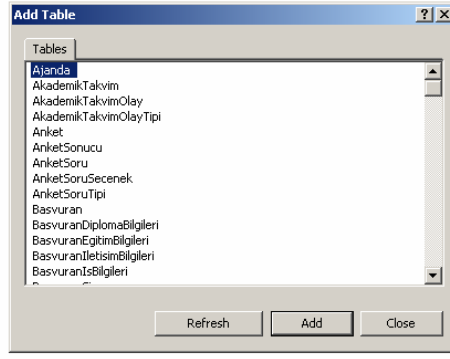 Add Table
Tables
Ajanda
AkademikTakvim
AkademikTakvimOlay
AkademikTakvimOlayTipi
Anket
AnketSonucu
AnketSoru
AnketSoruSecenek
AnketSoruTipi
Basvuran
BasvuranDiplomaBilgileri
BasvuranEgitimBilgileri
BasvuranIletisimBilgileri
BasvuranIsBilgileri
Refresh
Add
Close